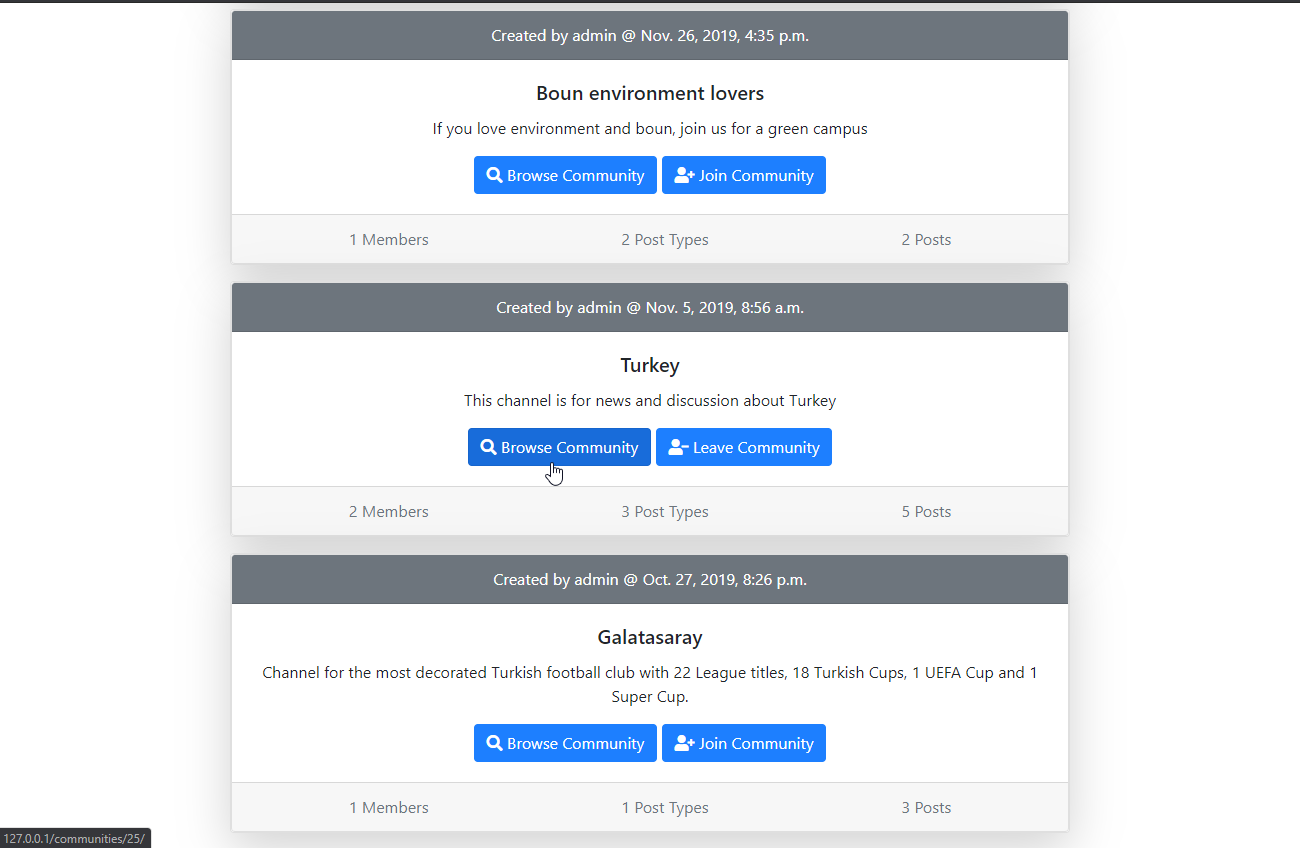 Created by admin @ Nov. 26, 2019, 4:35 p.m.
Boun environment lovers
If you love environment and boun, join us for a green campus
Browse Community Join Community
1 Members 2 Post Types 2 Posts
Created by admin @ Nov. 5, 2019, 8:56 a.m.
Turkey
This channel is for news and discussion about Turkey
Browse Community Leave Community
2 Members 3 Post Types 5 Posts
Created by admin @ Oct. 27, 2019, 8:26 p.m.
Galatasaray
Channel for the most decorated Turkish football club with 22 League titles, 18 Turkish Cups, 1 UEFA Cup and 1
Super Cup.
Browse Community Join Community
1 Members 1 Post Types 3 Posts
127.0.0.1/communities/25/